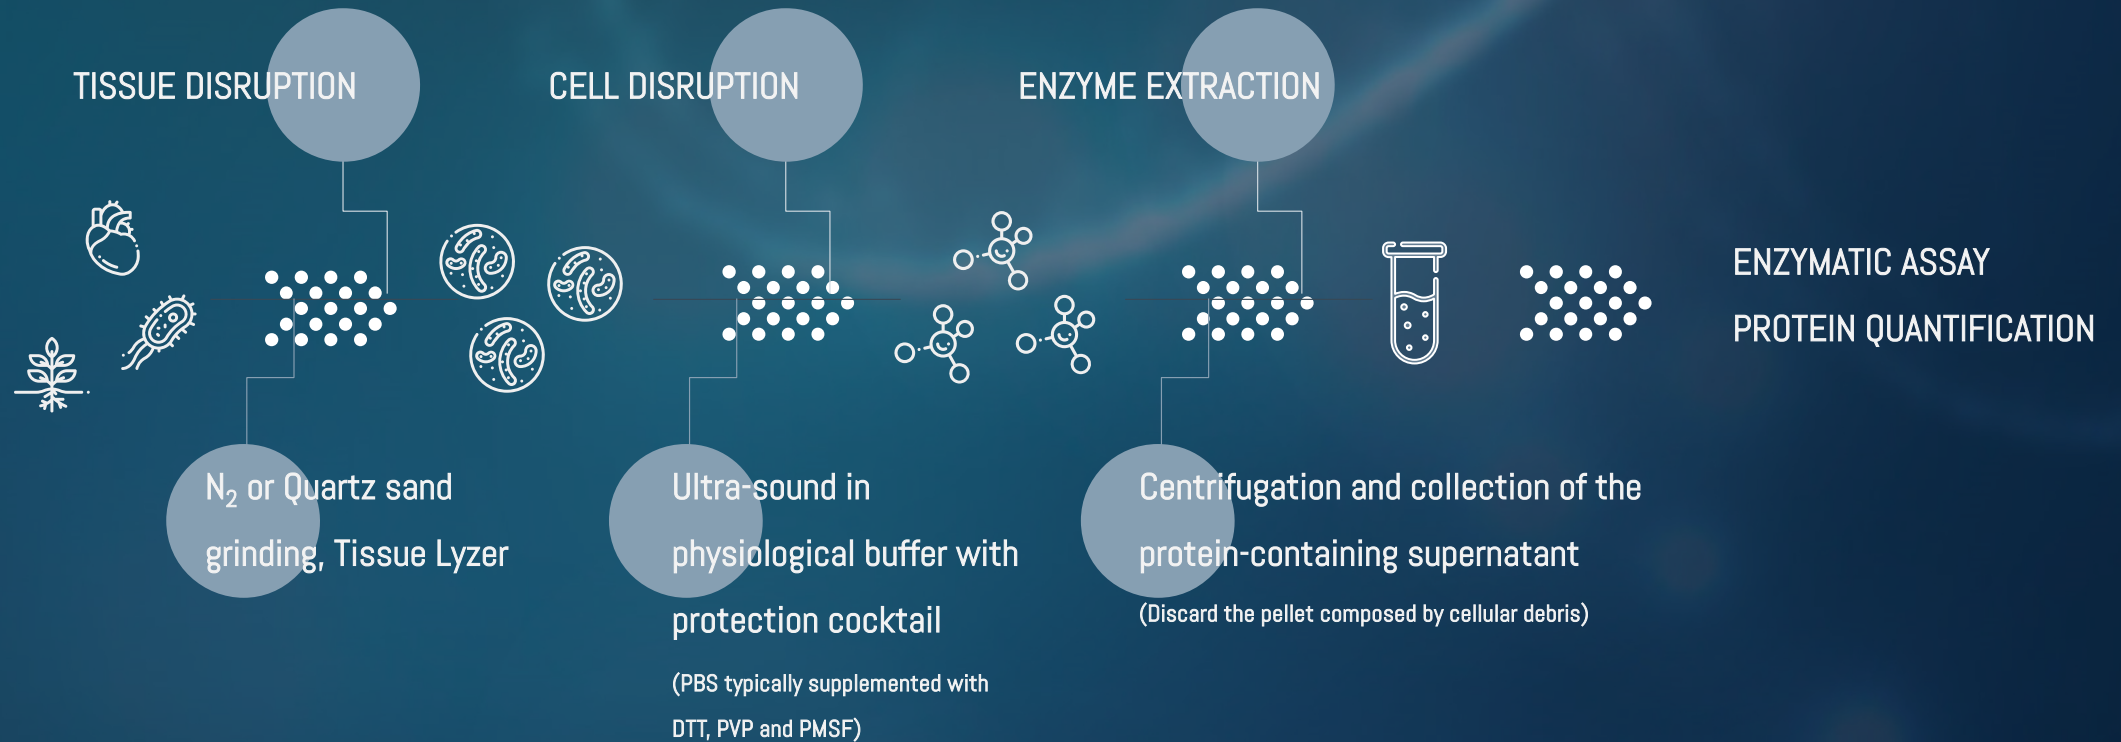 TISSUE DISRUPTION
CELL DISRUPTION
ENZYME EXTRACTION
ENZYMATIC ASSAY
PROTEIN QUANTIFICATION
N₂ or Quartz sand
grinding, Tissue Lyzer
Ultra-sound in
physiological buffer with
protection cocktail
(PBS typically supplemented with
DTT, PVP and PMSF)
Centrifugation and collection of the
protein-containing supernatant
(Discard the pellet composed by cellular debris)